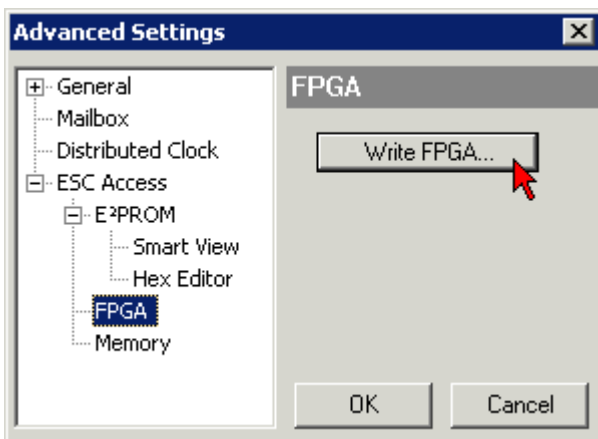 Advanced Settings
General
Mailbox
Distributed Clock
ESC Access
E²PROM
Smart View
Hex Editor
FPGA
Memory
FPGA
Write FPGA...
OK Cancel